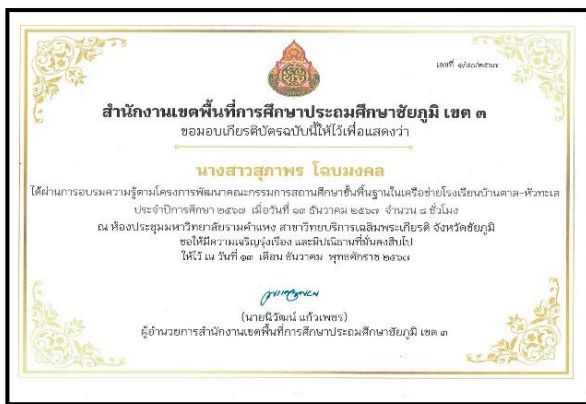 เลขที่ ๑/๕๓/๒๕๖๗
สำนักงานเขตพื้นที่การศึกษาประถมศึกษาชัยภูมิ เขต ๓
ขอมอบเกียรติบัตรฉบับนี้ให้ไว้เพื่อแสดงว่า
นางสาวสุภาพร โฉบมงคล
ได้ผ่านการอบรมความรู้ตามโครงการพัฒนาคณะกรรมการสถานศึกษาขั้นพื้นฐานในเครือข่ายโรงเรียนบ้านตาล-หัวทะเล
ประจำปีการศึกษา ๒๕๖๗ เมื่อวันที่ ๑๓ ธันวาคม ๒๕๖๗ จำนวน ๘ ชั่วโมง
ณ ห้องประชุมมหาวิทยาลัยรามคำแหง สาขาวิทยบริการเฉลิมพระเกียรติ จังหวัดชัยภูมิ
ขอให้มีความเจริญรุ่งเรือง และมีปณิธานที่มั่นคงสืบไป
ให้ไว้ ณ วันที่ ๑๓ เดือน ธันวาคม พุทธศักราช ๒๕๖๗
(นายนิวัฒน์ แก้วเพชร)
ผู้อำนวยการสำนักงานเขตพื้นที่การศึกษาประถมศึกษาชัยภูมิ เขต ๓